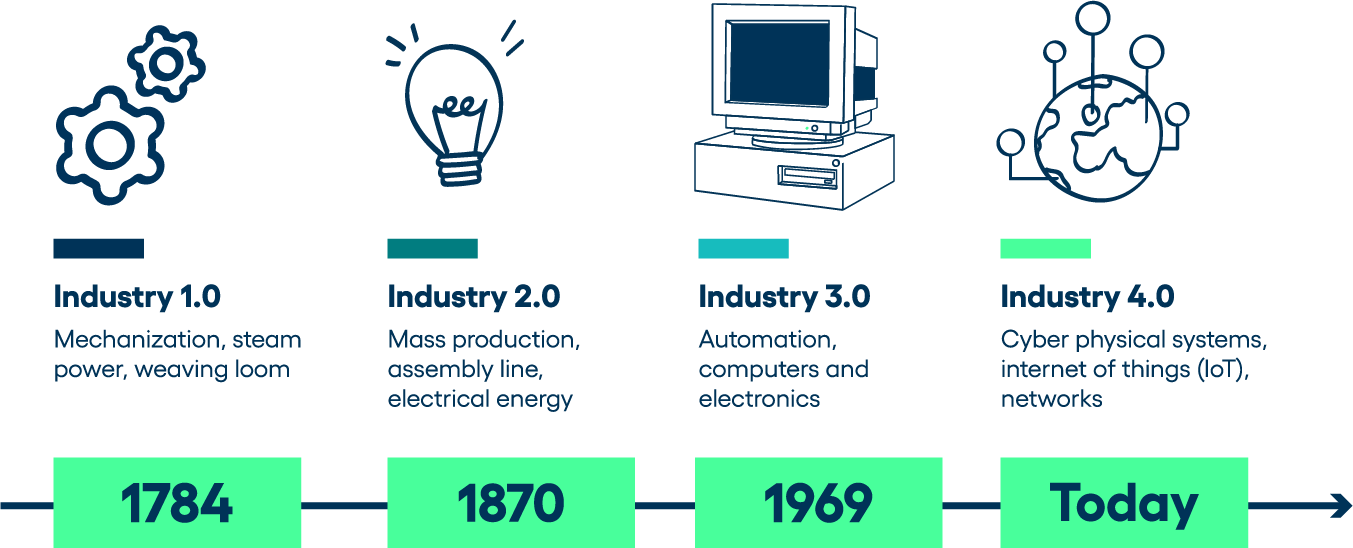 Industry 1.0
Mechanization, steam
power, weaving loom
1784
Industry 2.0
Mass production,
assembly line,
electrical energy
1870
Industry 3.0
Automation,
computers and
electronics
1969
Industry 4.0
Cyber physical systems,
internet of things (IoT),
networks
Today